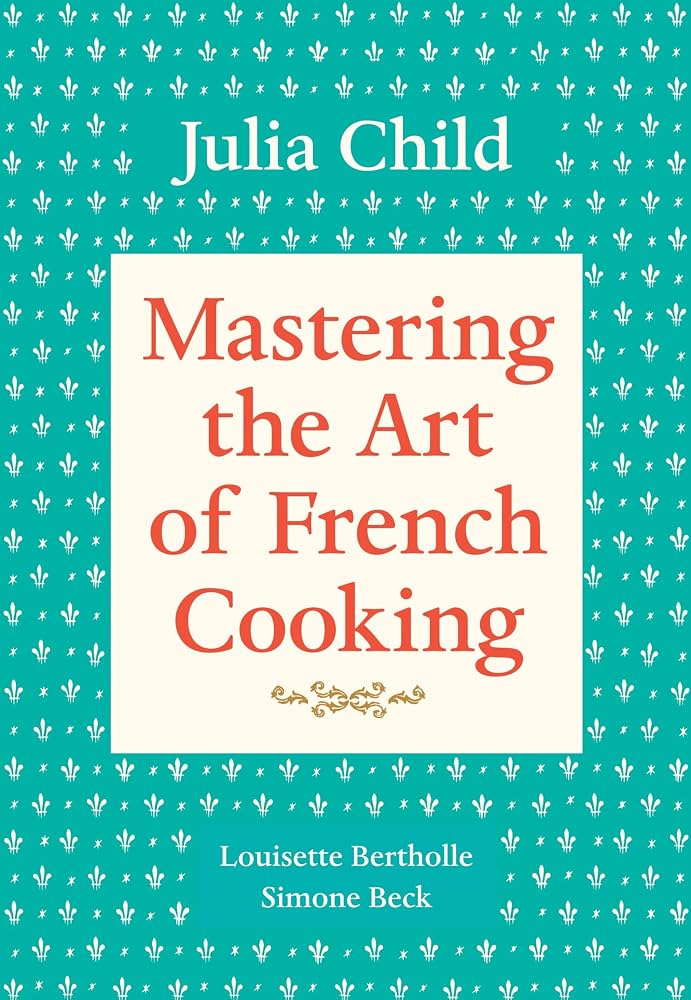 Julia Child
Mastering
the Art
of French
Cooking
Louisette Bertholle
Simone Beck